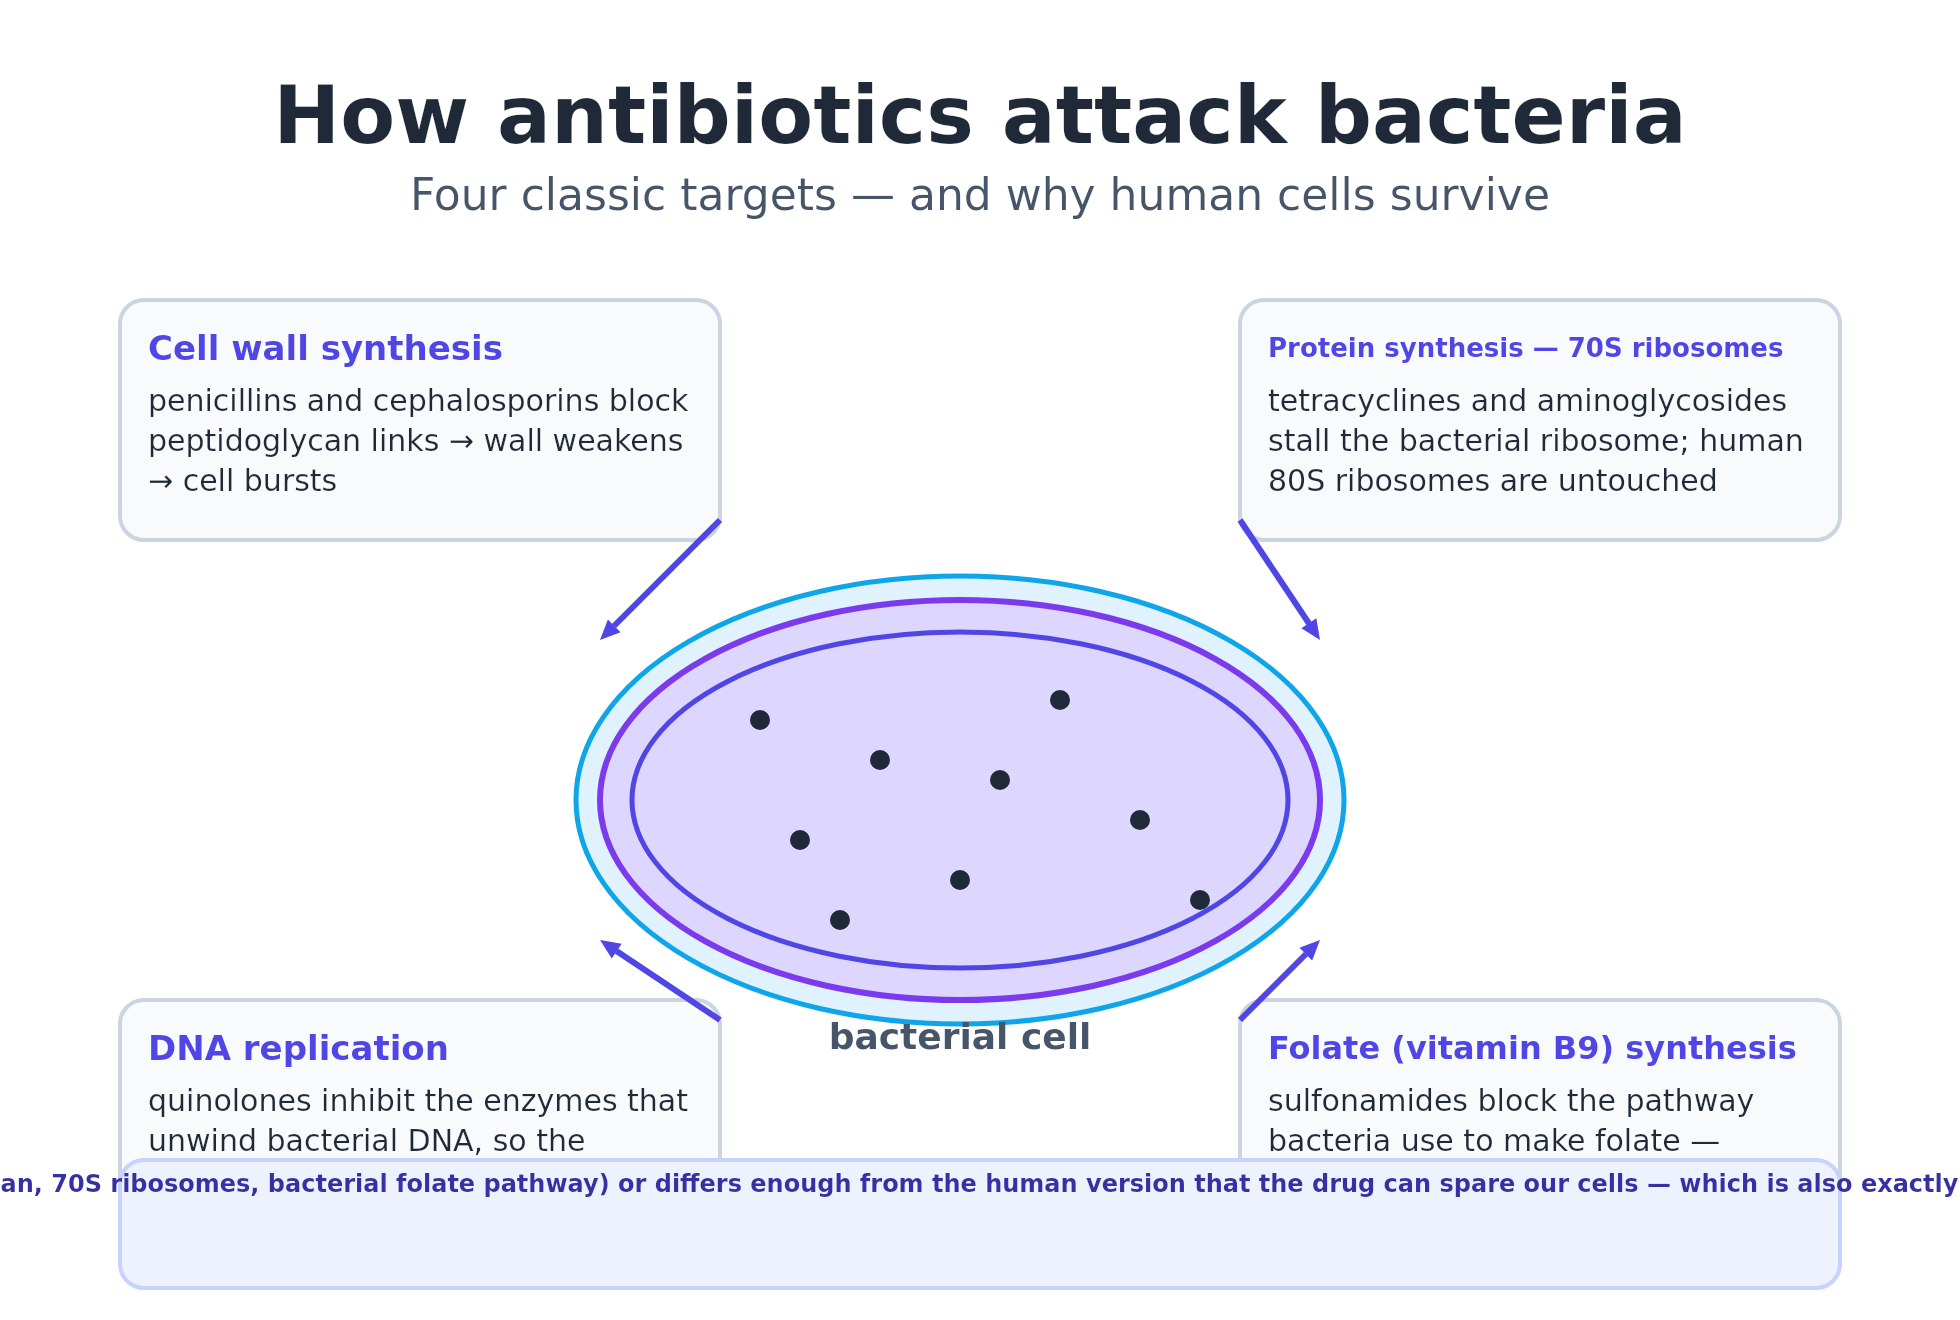 How antibiotics attack bacteria
Four classic targets — and why human cells survive
Cell wall synthesis
penicillins and cephalosporins block
peptidoglycan links → wall weakens
→ cell bursts
Protein synthesis — 70S ribosomes
tetracyclines and aminoglycosides
stall the bacterial ribosome; human
80S ribosomes are untouched
bacterial cell
DNA replication
quinolones inhibit the enzymes that
unwind bacterial DNA, so the
Folate (vitamin B9) synthesis
sulfonamides block the pathway
bacteria use to make folate —
an, 70S ribosomes, bacterial folate pathway) or differs enough from the human version that the drug can spare our cells — which is also exactly